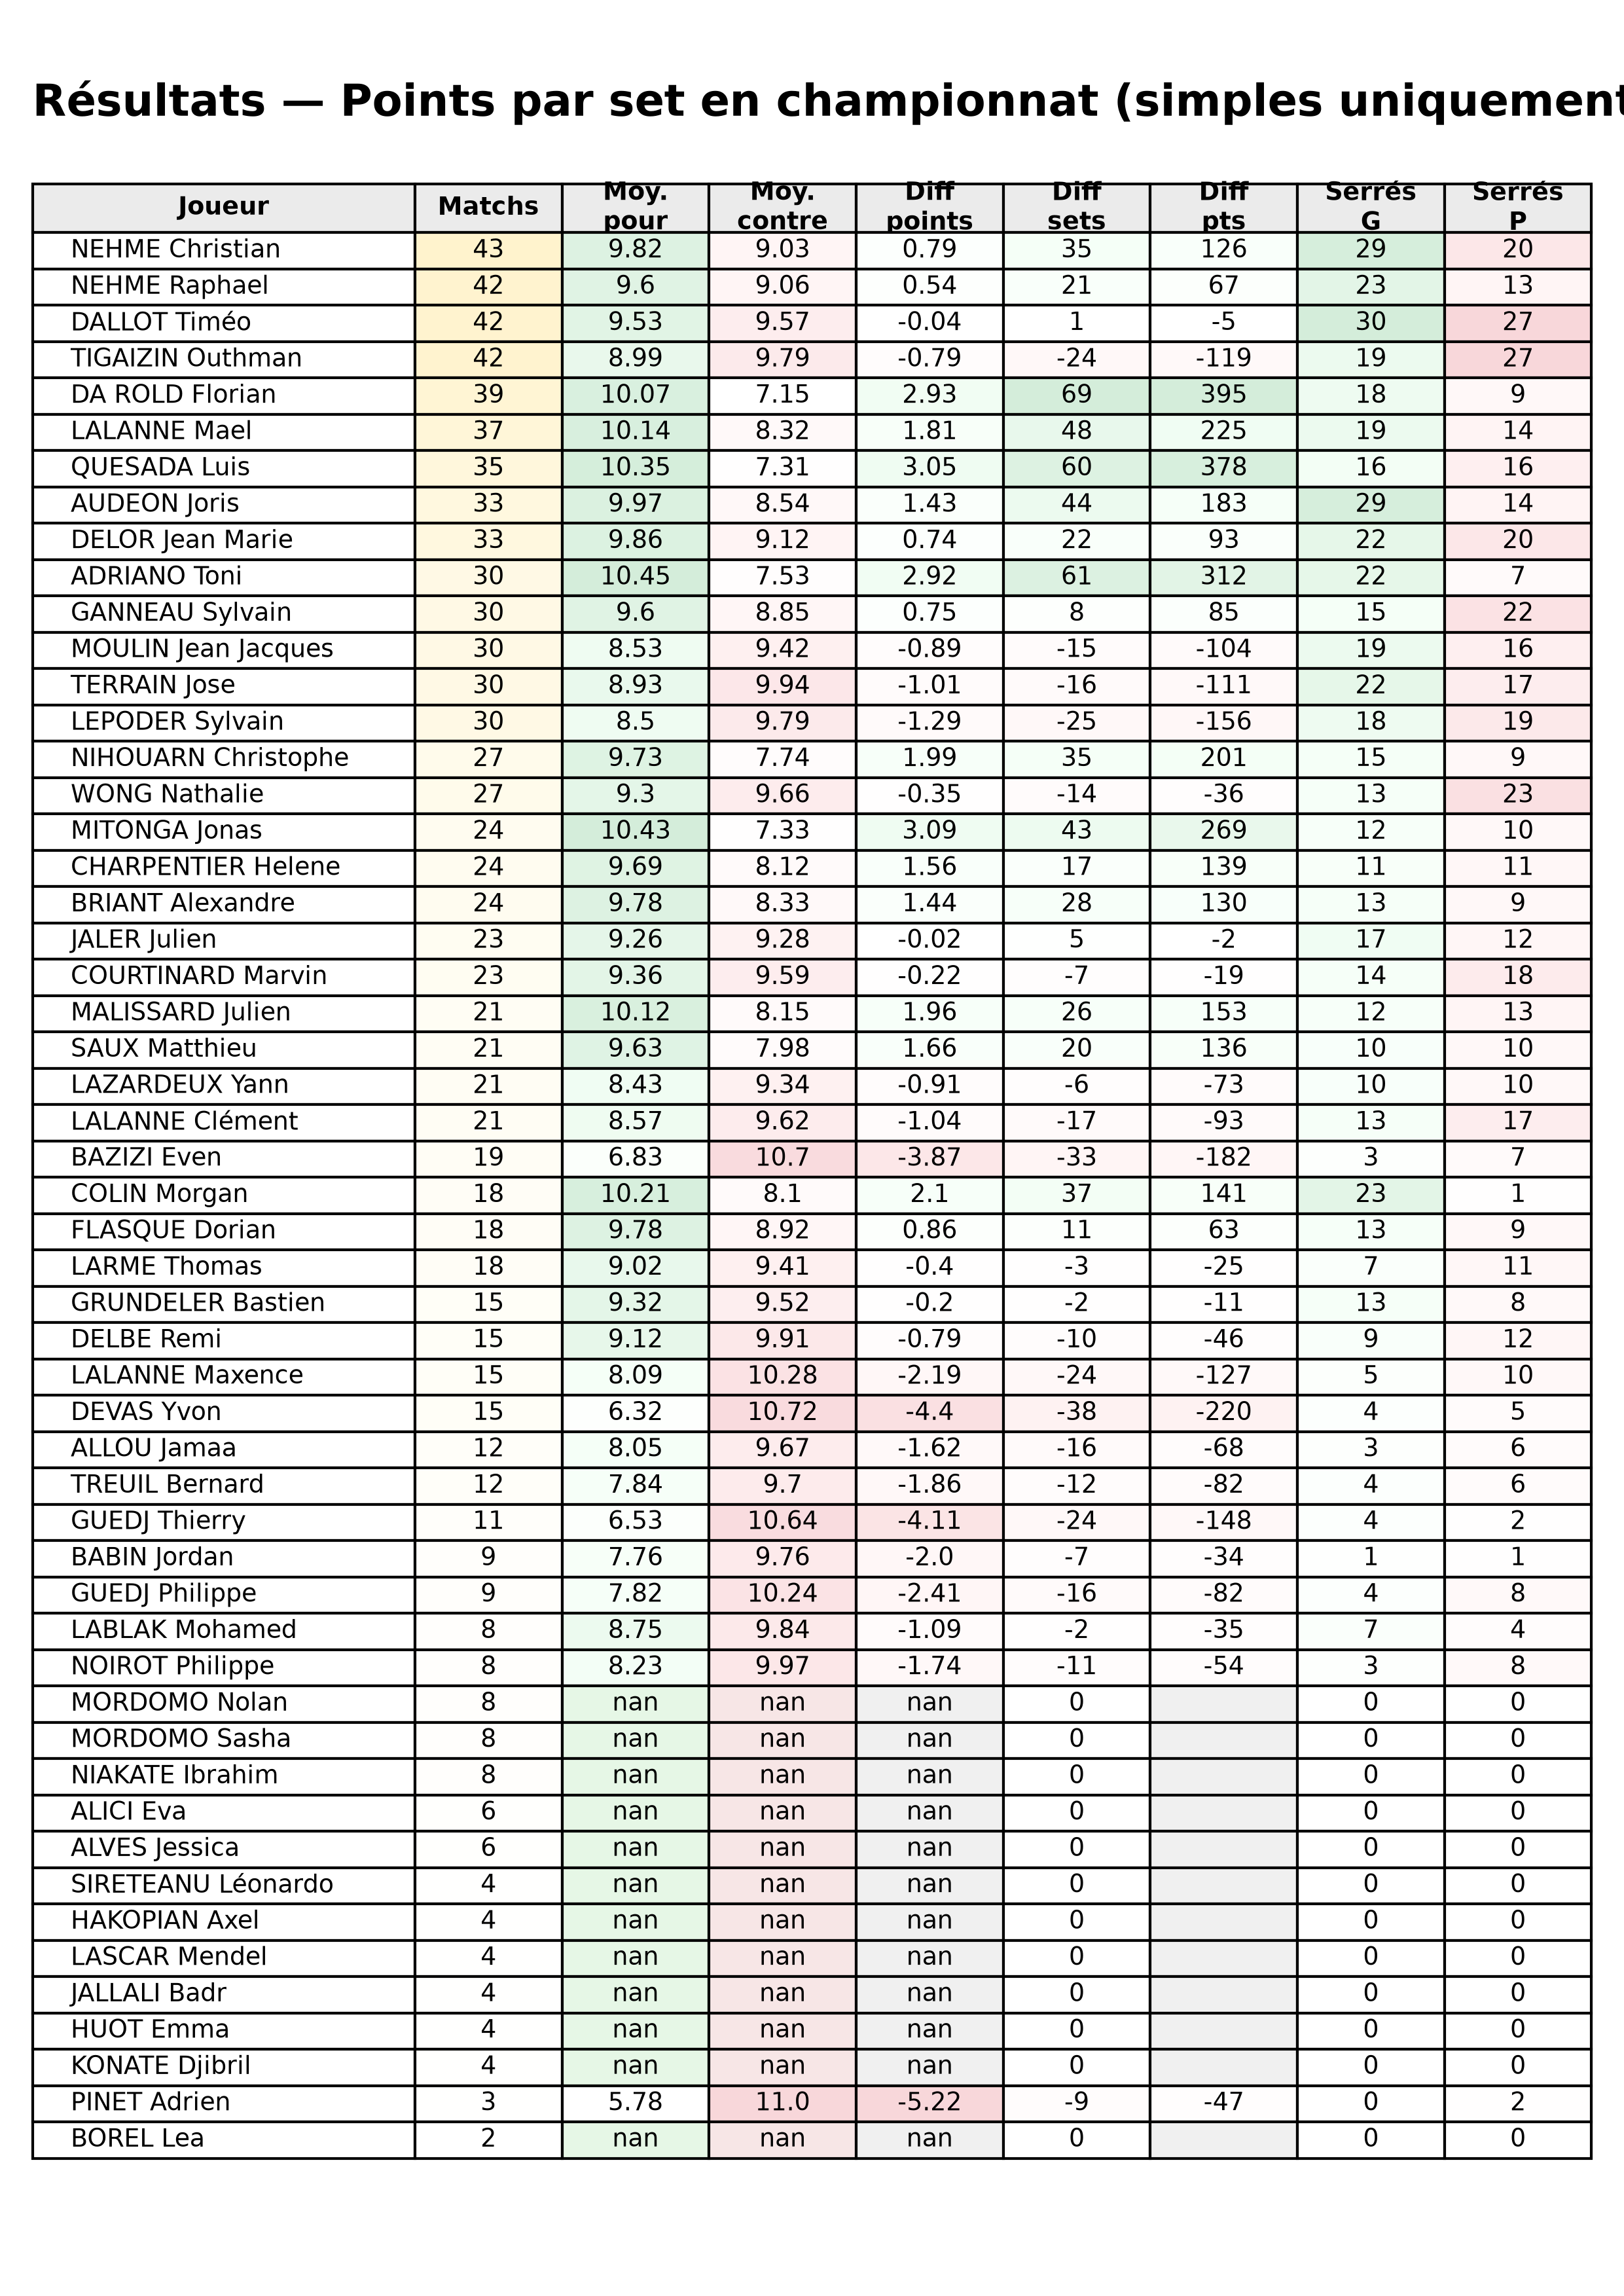 Résultats — Points par set en championnat (simples uniquement
Joueur Matchs Moy. pour Moy. contre Diff points Diff sets Diff pts Serrés G Serrés P
NEHME Christian 43 9.82 9.03 0.79 35 126 29 20
NEHME Raphael 42 9.6 9.06 0.54 21 67 23 13
DALLOT Timéo 42 9.53 9.57 -0.04 1 -5 30 27
TIGAIZIN Outhman 42 8.99 9.79 -0.79 -24 -119 19 27
DA ROLD Florian 39 10.07 7.15 2.93 69 395 18 9
LALANNE Mael 37 10.14 8.32 1.81 48 225 19 14
QUESADA Luis 35 10.35 7.31 3.05 60 378 16 16
AUDEON Joris 33 9.97 8.54 1.43 44 183 29 14
DELOR Jean Marie 33 9.86 9.12 0.74 22 93 22 20
ADRIANO Toni 30 10.45 7.53 2.92 61 312 22 7
GANNEAU Sylvain 30 9.6 8.85 0.75 8 85 15 22
MOULIN Jean Jacques 30 8.53 9.42 -0.89 -15 -104 19 16
TERRAIN Jose 30 8.93 9.94 -1.01 -16 -111 22 17
LEPODER Sylvain 30 8.5 9.79 -1.29 -25 -156 18 19
NIHOUARN Christophe 27 9.73 7.74 1.99 35 201 15 9
WONG Nathalie 27 9.3 9.66 -0.35 -14 -36 13 23
MITONGA Jonas 24 10.43 7.33 3.09 43 269 12 10
CHARPENTIER Helene 24 9.69 8.12 1.56 17 139 11 11
BRIANT Alexandre 24 9.78 8.33 1.44 28 130 13 9
JALER Julien 23 9.26 9.28 -0.02 5 -2 17 12
COURTINARD Marvin 23 9.36 9.59 -0.22 -7 -19 14 18
MALISSARD Julien 21 10.12 8.15 1.96 26 153 12 13
SAUX Matthieu 21 9.63 7.98 1.66 20 136 10 10
LAZARDEUX Yann 21 8.43 9.34 -0.91 -6 -73 10 10
LALANNE Clément 21 8.57 9.62 -1.04 -17 -93 13 17
BAZIZI Even 19 6.83 10.7 -3.87 -33 -182 3 7
COLIN Morgan 18 10.21 8.1 2.1 37 141 23 1
FLASQUE Dorian 18 9.78 8.92 0.86 11 63 13 9
LARME Thomas 18 9.02 9.41 -0.4 -3 -25 7 11
GRUNDELER Bastien 15 9.32 9.52 -0.2 -2 -11 13 8
DELBE Remi 15 9.12 9.91 -0.79 -10 -46 9 12
LALANNE Maxence 15 8.09 10.28 -2.19 -24 -127 5 10
DEVAS Yvon 15 6.32 10.72 -4.4 -38 -220 4 5
ALLOU Jamaa 12 8.05 9.67 -1.62 -16 -68 3 6
TREUIL Bernard 12 7.84 9.7 -1.86 -12 -82 4 6
GUEDJ Thierry 11 6.53 10.64 -4.11 -24 -148 4 2
BABIN Jordan 9 7.76 9.76 -2.0 -7 -34 1 1
GUEDJ Philippe 9 7.82 10.24 -2.41 -16 -82 4 8
LABLAK Mohamed 8 8.75 9.84 -1.09 -2 -35 7 4
NOIROT Philippe 8 8.23 9.97 -1.74 -11 -54 3 8
MORDOMO Nolan 8 nan nan nan 0 0 0
MORDOMO Sasha 8 nan nan nan 0 0 0
NIAKATE Ibrahim 8 nan nan nan 0 0 0
ALICI Eva 6 nan nan nan 0 0 0
ALVES Jessica 6 nan nan nan 0 0 0
SIRETEANU Léonardo 4 nan nan nan 0 0 0
HAKOPIAN Axel 4 nan nan nan 0 0 0
LASCAR Mendel 4 nan nan nan 0 0 0
JALLALI Badr 4 nan nan nan 0 0 0
HUOT Emma 4 nan nan nan 0 0 0
KONATE Djibril 4 nan nan nan 0 0 0
PINET Adrien 3 5.78 11.0 -5.22 -9 -47 0 2
BOREL Lea 2 nan nan nan 0 0 0